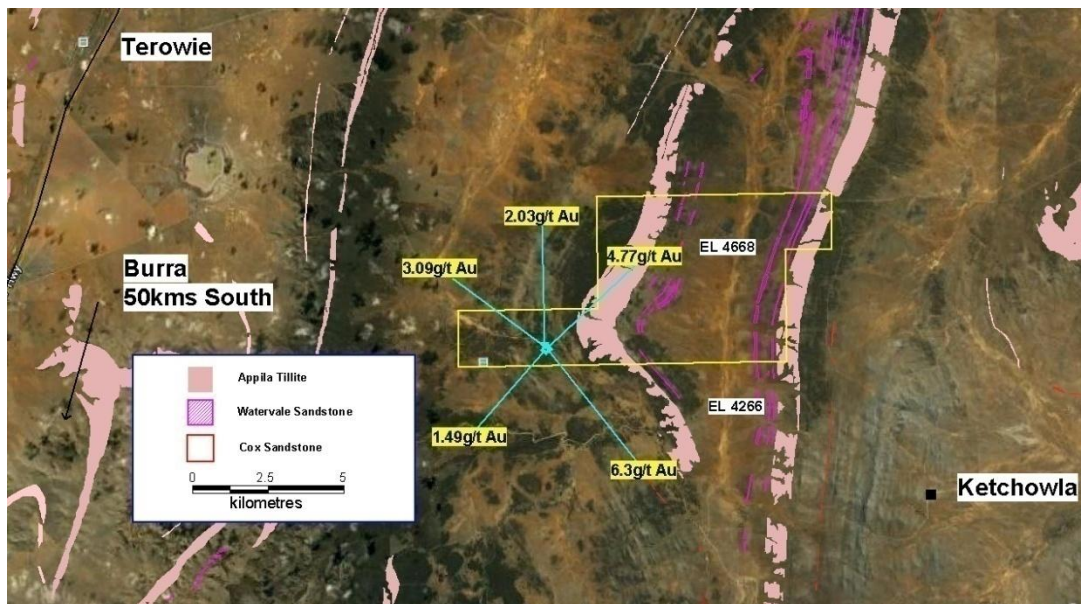 Terowie
2.03g/t Au
EL 4668
3.09g/t Au
4.77g/t Au
Burra
50kms South
Appila Tillite
Watervale Sandstone
Cox Sandstone
0 2.5 5
kilometres
EL 4266
1.49g/t Au
6.3g/t Au
Ketchowla